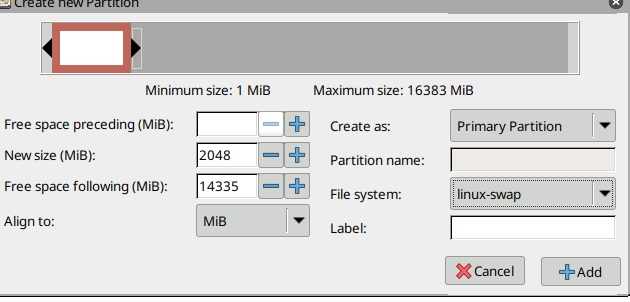 Create new Partition
Minimum size: 1 MiB Maximum size: 16383 MiB
Free space preceding (MiB):
Create as: Primary Partition
New size (MiB): 2048
Partition name:
Free space following (MiB): 14335
File system: linux-swap
Align to: MiB
Label:
Cancel
Add